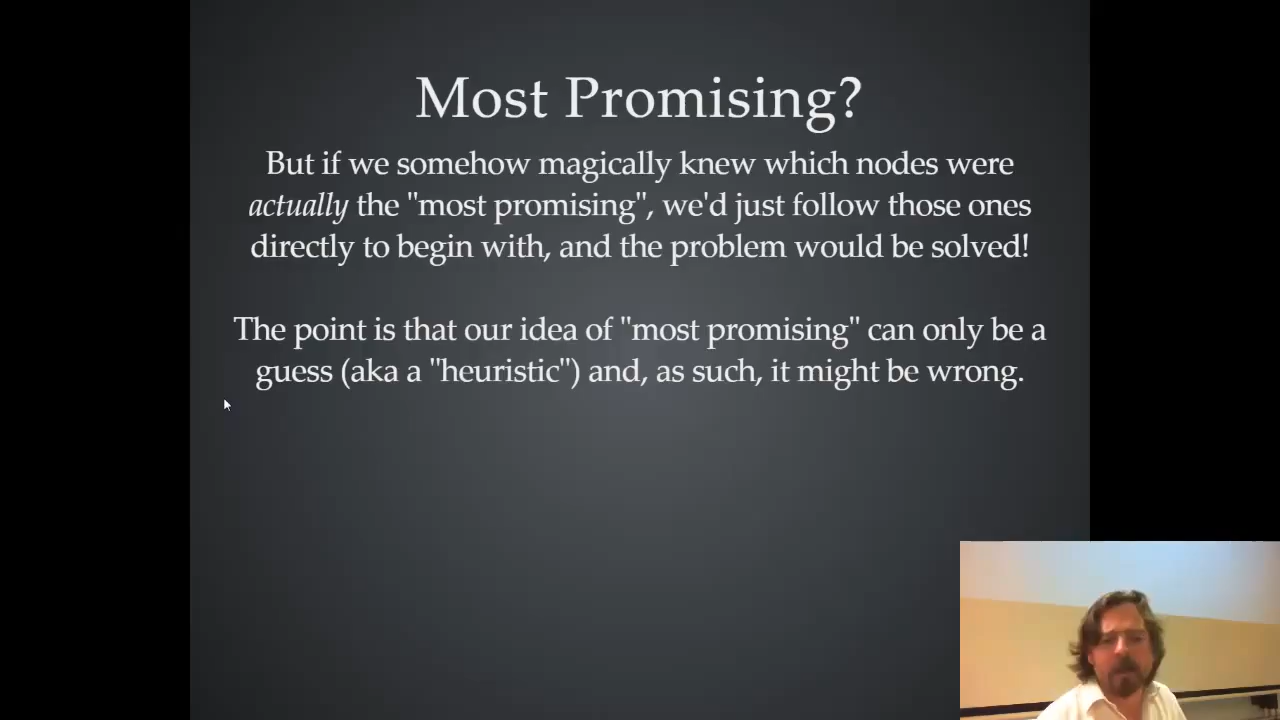 Most Promising?
But if we somehow magically knew which nodes were
actually the "most promising", we'd just follow those ones
directly to begin with, and the problem would be solved!
The point is that our idea of "most promising" can only be a
guess (aka a "heuristic") and, as such, it might be wrong.